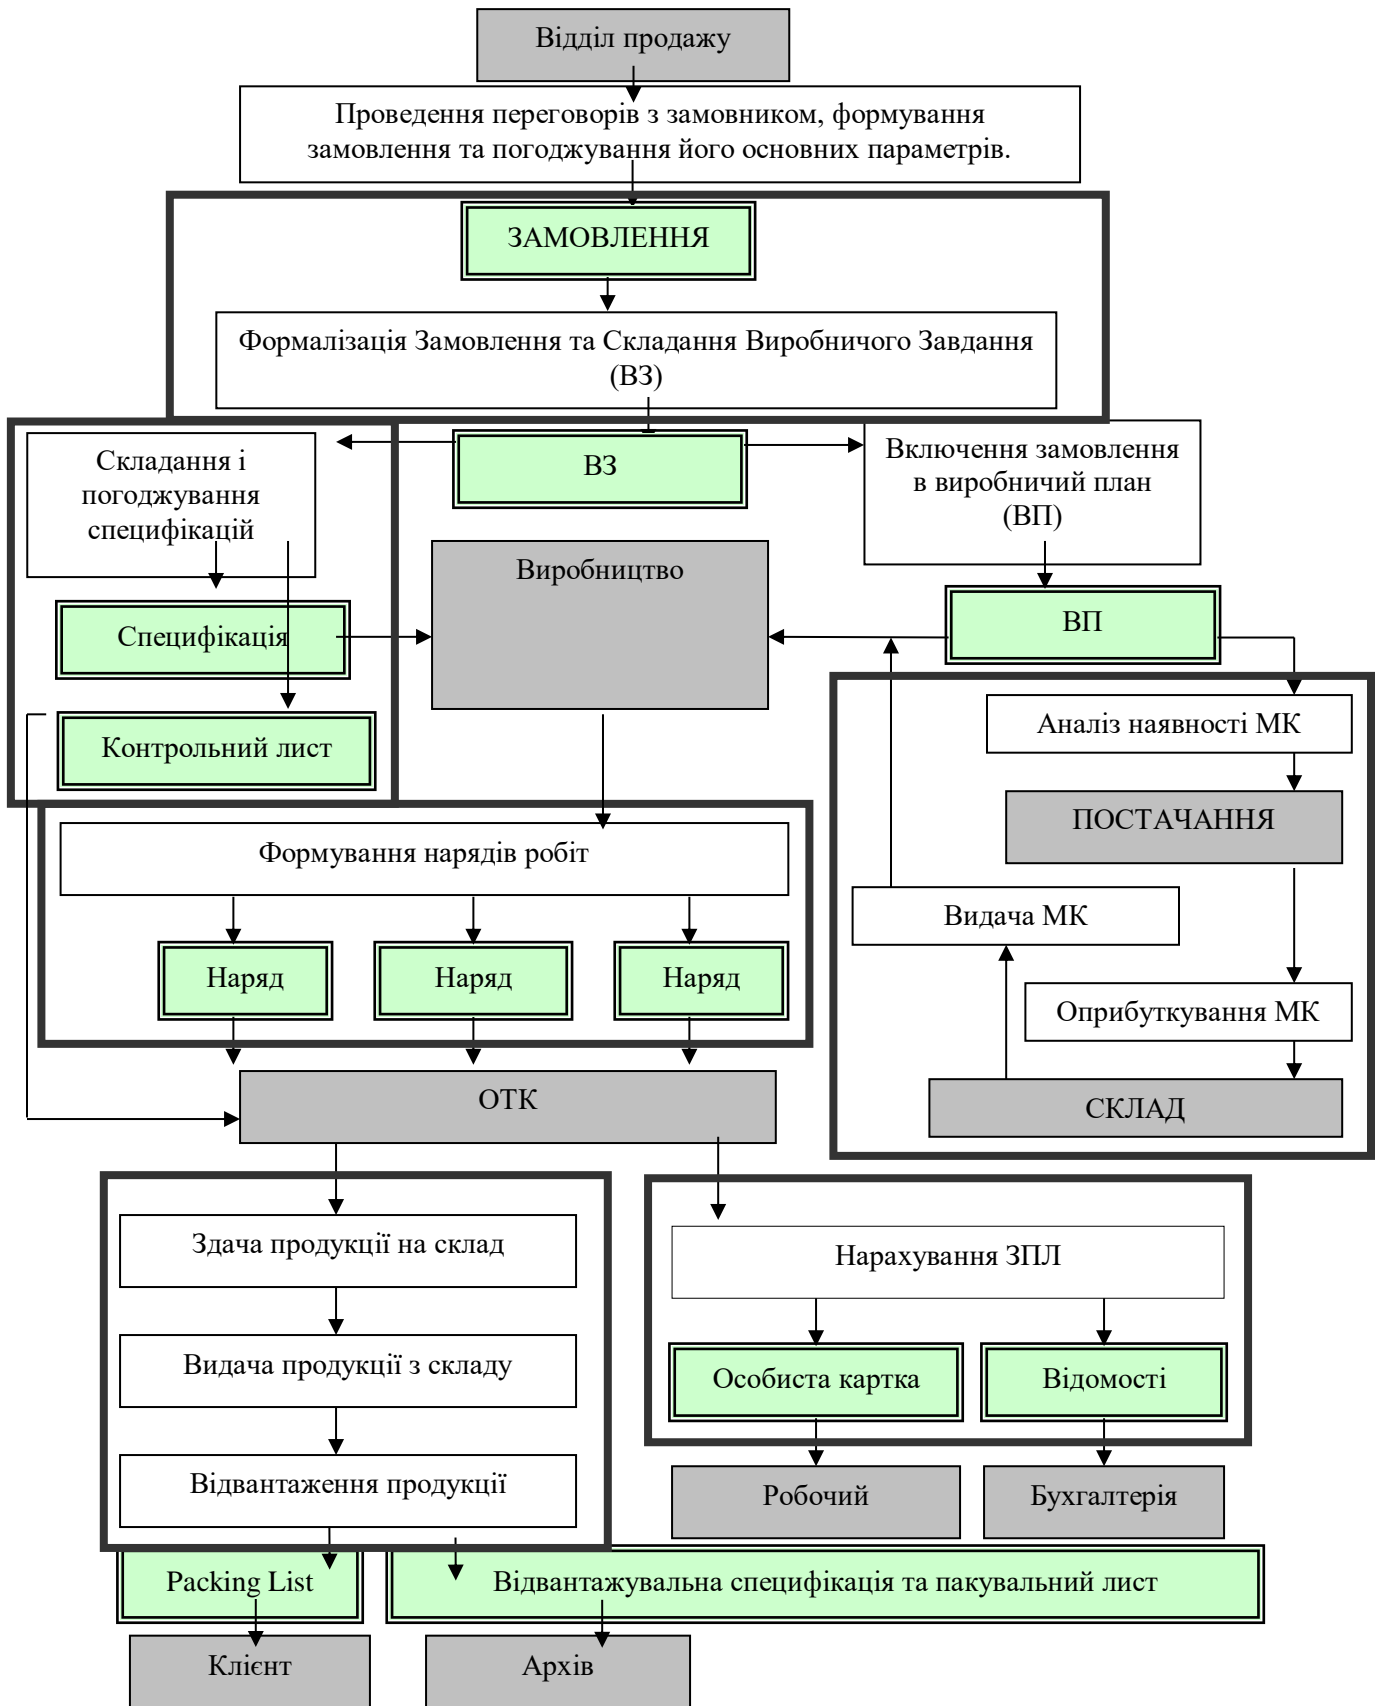 Відділ продажу
Проведення переговорів з замовником, формування
замовлення та погоджування його основних параметрів.
ЗАМОВЛЕННЯ
Формалізація Замовлення та Складання Виробничого Завдання
(ВЗ)
Складання і
погоджування
специфікацій
ВЗ
Включення замовлення
в виробничий план
(ВП)
Виробництво
Специфікація
ВП
Контрольний лист
Аналіз наявності МК
ПОСТАЧАННЯ
Формування нарядів робіт
Видача МК
Наряд
Наряд
Наряд
Оприбуткування МК
ОТК
СКЛАД
Здача продукції на склад
Нарахування ЗПЛ
Видача продукції з складу
Особиста картка
Відомості
Відвантаження продукції
Робочий
Бухгалтерія
Packing List
Відвантажувальна специфікація та пакувальний лист
Клієнт
Архів